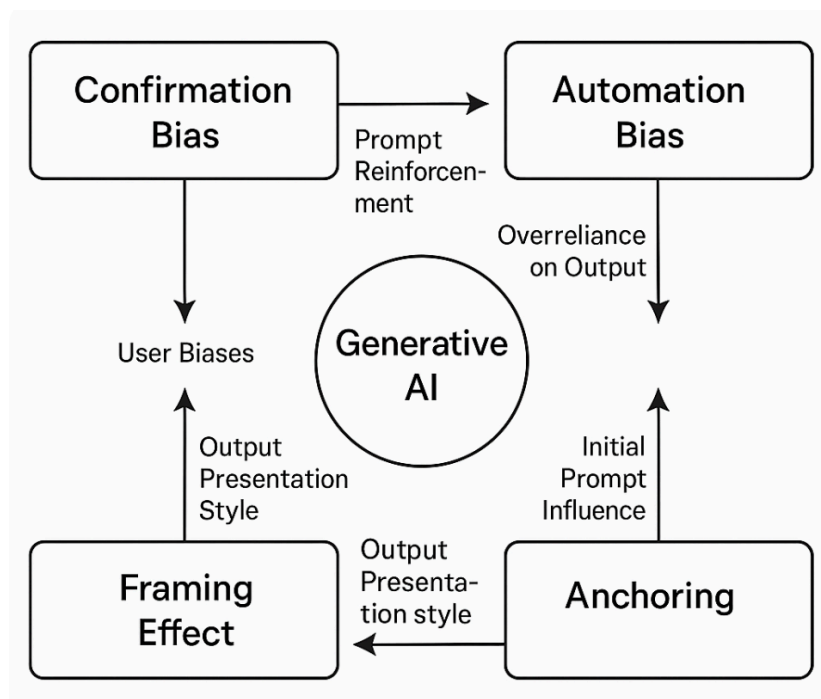 Confirmation
Bias
Automation
Bias
Prompt
Reinforcen-
ment
Overreliance
on Output
User Biases
Generative
AI
Output
Presentation
Style
Initial
Prompt
Influence
Framing
Effect
Output
Presenta-
tion style
Anchoring